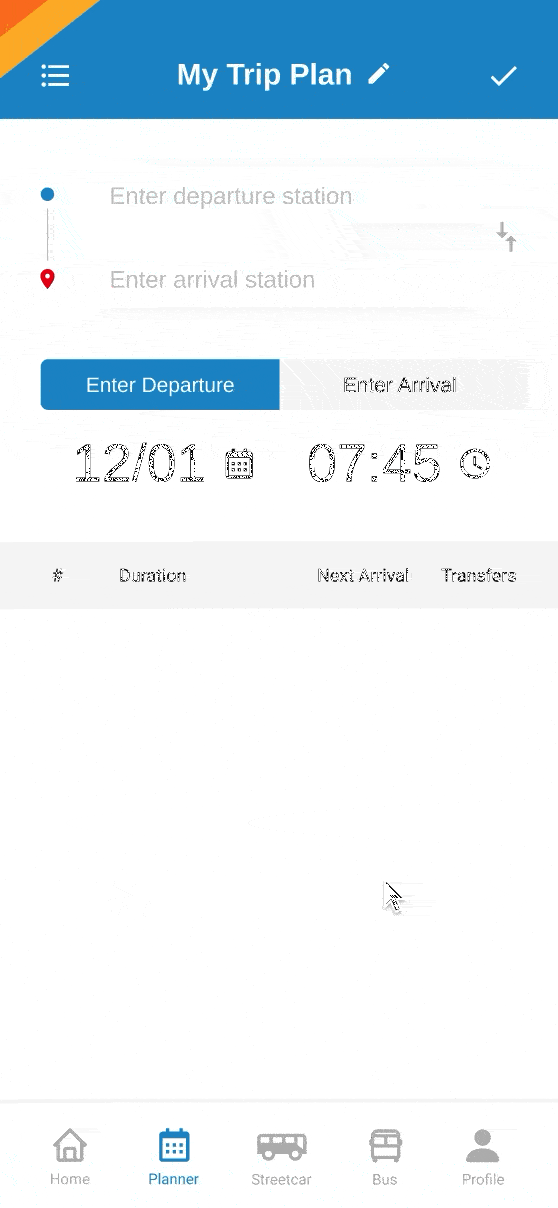 My Trip Plan
Enter departure station
Enter arrival station
Enter Departure Enter Arrival
12/01 07:45
# Duration Next Arrival Transfers
Home Planner Streetcar Bus Profile